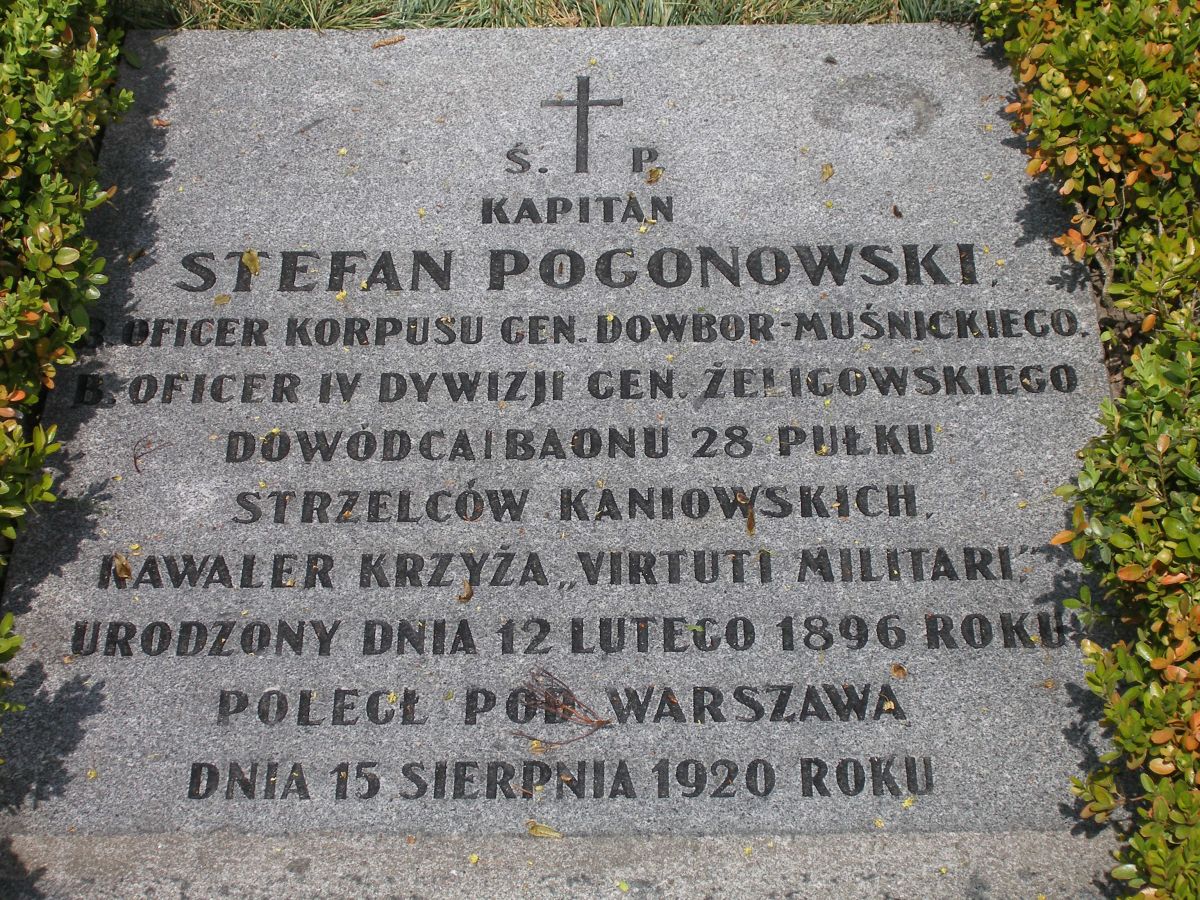 Ś. P.
KAPITAN
STEFAN POGONOWSKI.
B. OFICER KORPUSU GEN. DOWBOR-MUŚNICKIEGO.
B. OFICER IV DYWIZJI GEN. ŻELIGOWSKIEGO
DOWÓDCA I BAONU 28 PUŁKU
STRZELCÓW KANIOWSKICH.
KAWALER KRZYŻA „VIRTUTI MILITARI."
URODZONY DNIA 12 LUTEGO 1896 ROKU
POLEGŁ POD WARSZAWA
DNIA 15 SIERPNIA 1920 ROKU